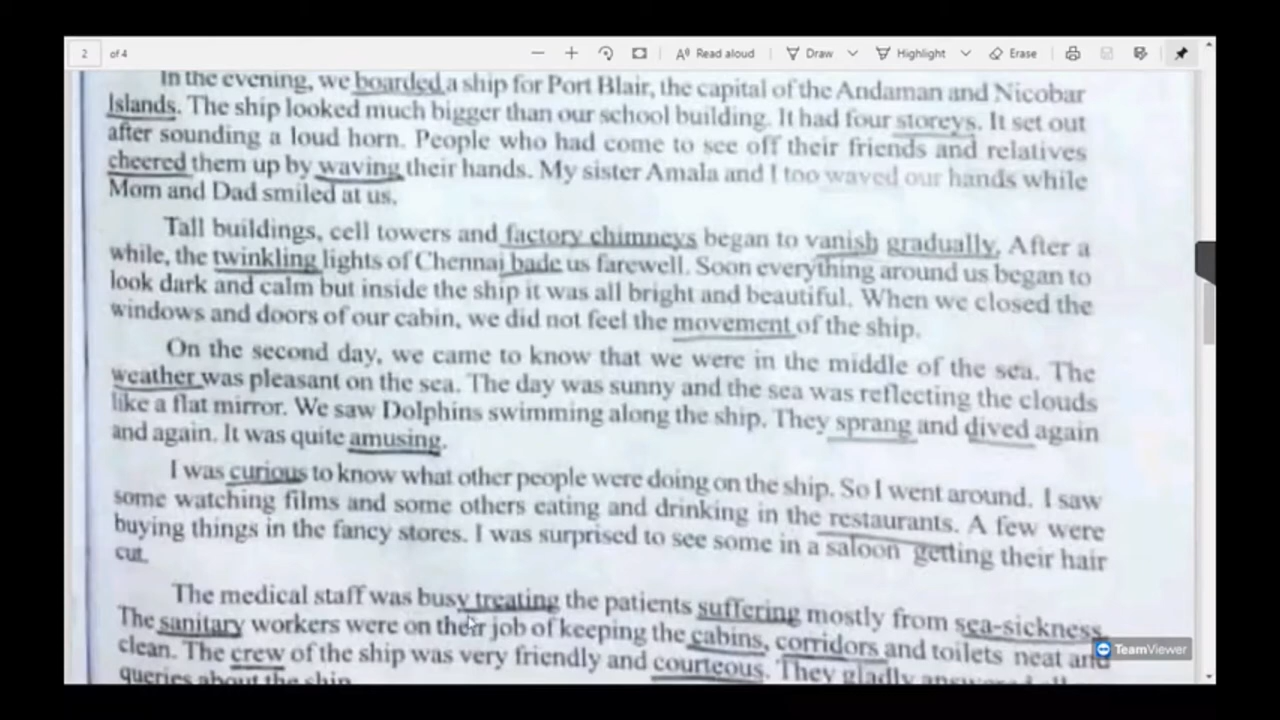 2 of 4 Read aloud Draw Highlight Erase
In the evening, we boarded a ship for Port Blair, the capital of the Andaman and Nicobar
Islands. The ship looked much bigger than our school building. It had four storeys. It set out
after sounding a loud horn. People who had come to see off their friends and relatives
cheered them up by waving their hands. My sister Amala and I too waved our hands while
Mom and Dad smiled at us.
Tall buildings, cell towers and factory chimneys began to vanish gradually. After a
while, the twinkling lights of Chennai bade us farewell. Soon everything around us began to
look dark and calm but inside the ship it was all bright and beautiful. When we closed the
windows and doors of our cabin, we did not feel the movement of the ship.
On the second day, we came to know that we were in the middle of the sea. The
weather was pleasant on the sea. The day was sunny and the sea was reflecting the clouds
like a flat mirror. We saw Dolphins swimming along the ship. They sprang and dived again
and again. It was quite amusing.
I was curious to know what other people were doing on the ship. So I went around. I saw
some watching films and some others eating and drinking in the restaurants. A few were
buying things in the fancy stores. I was surprised to see some in a saloon getting their hair
cut.
The medical staff was busy treating the patients suffering mostly from sea-sickness.
The sanitary workers were on their job of keeping the cabins, corridors and toilets neat and
clean. The crew of the ship was very friendly and courteous. They gladly answered
queries about the ship
TeamViewer